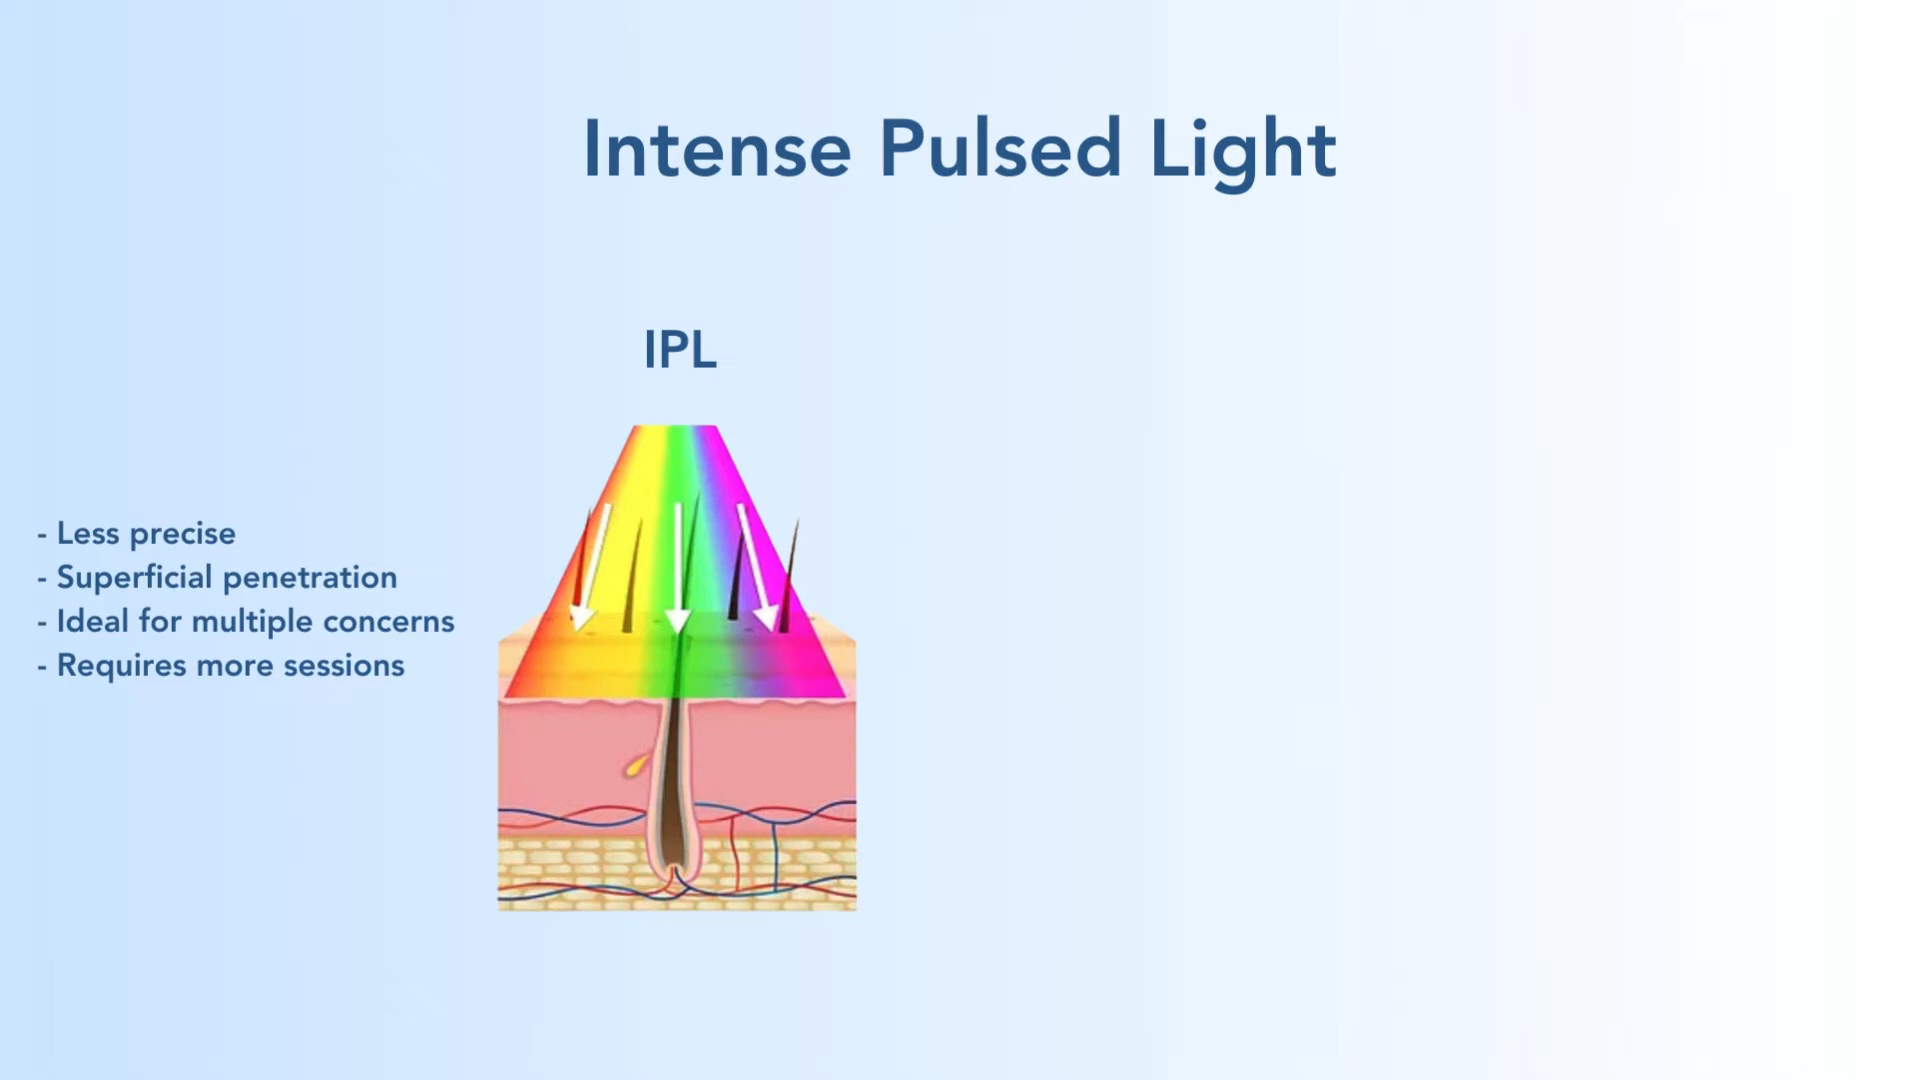 Intense Pulsed Light
IPL
- Less precise
- Superficial penetration
- Ideal for multiple concerns
- Requires more sessions